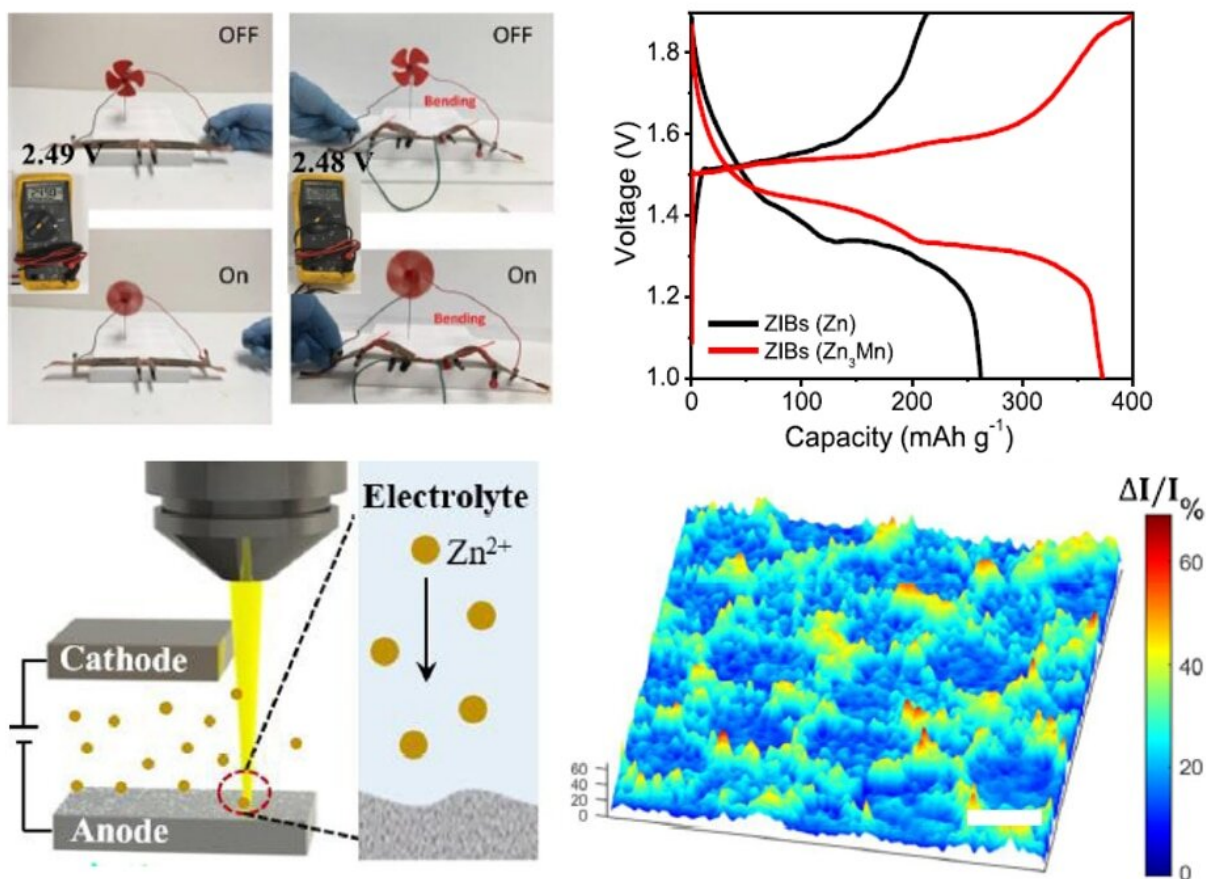 OFF
OFF
Bending
2.49 V
2.48 V
On
On
Bending
1.8
1.6
1.4
1.2
1.0
Voltage (V)
ZIBs (Zn)
ZIBs (Zn₃Mn)
0 100 200 300 400
Capacity (mAh g⁻¹)
Electrolyte
Zn²⁺
Cathode
Anode
ΔI/I%
60
40
20
0
60
40
20
0